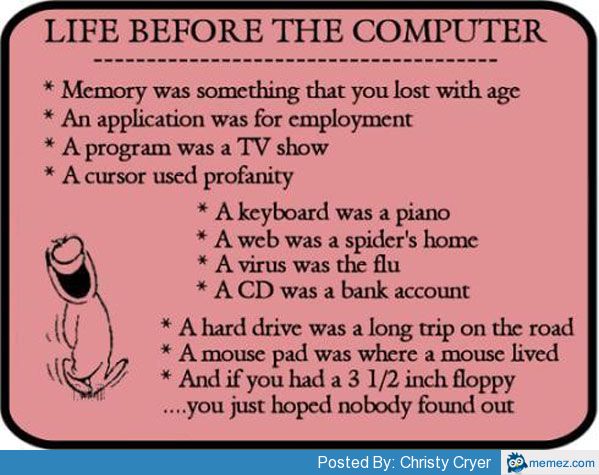 LIFE BEFORE THE COMPUTER
--------------------------------------
* Memory was something that you lost with age
* An application was for employment
* A program was a TV show
* A cursor used profanity
* A keyboard was a piano
* A web was a spider's home
* A virus was the flu
* A CD was a bank account
* A hard drive was a long trip on the road
* A mouse pad was where a mouse lived
* And if you had a 3 1/2 inch floppy
....you just hoped nobody found out
Posted By: Christy Cryer
memez.com